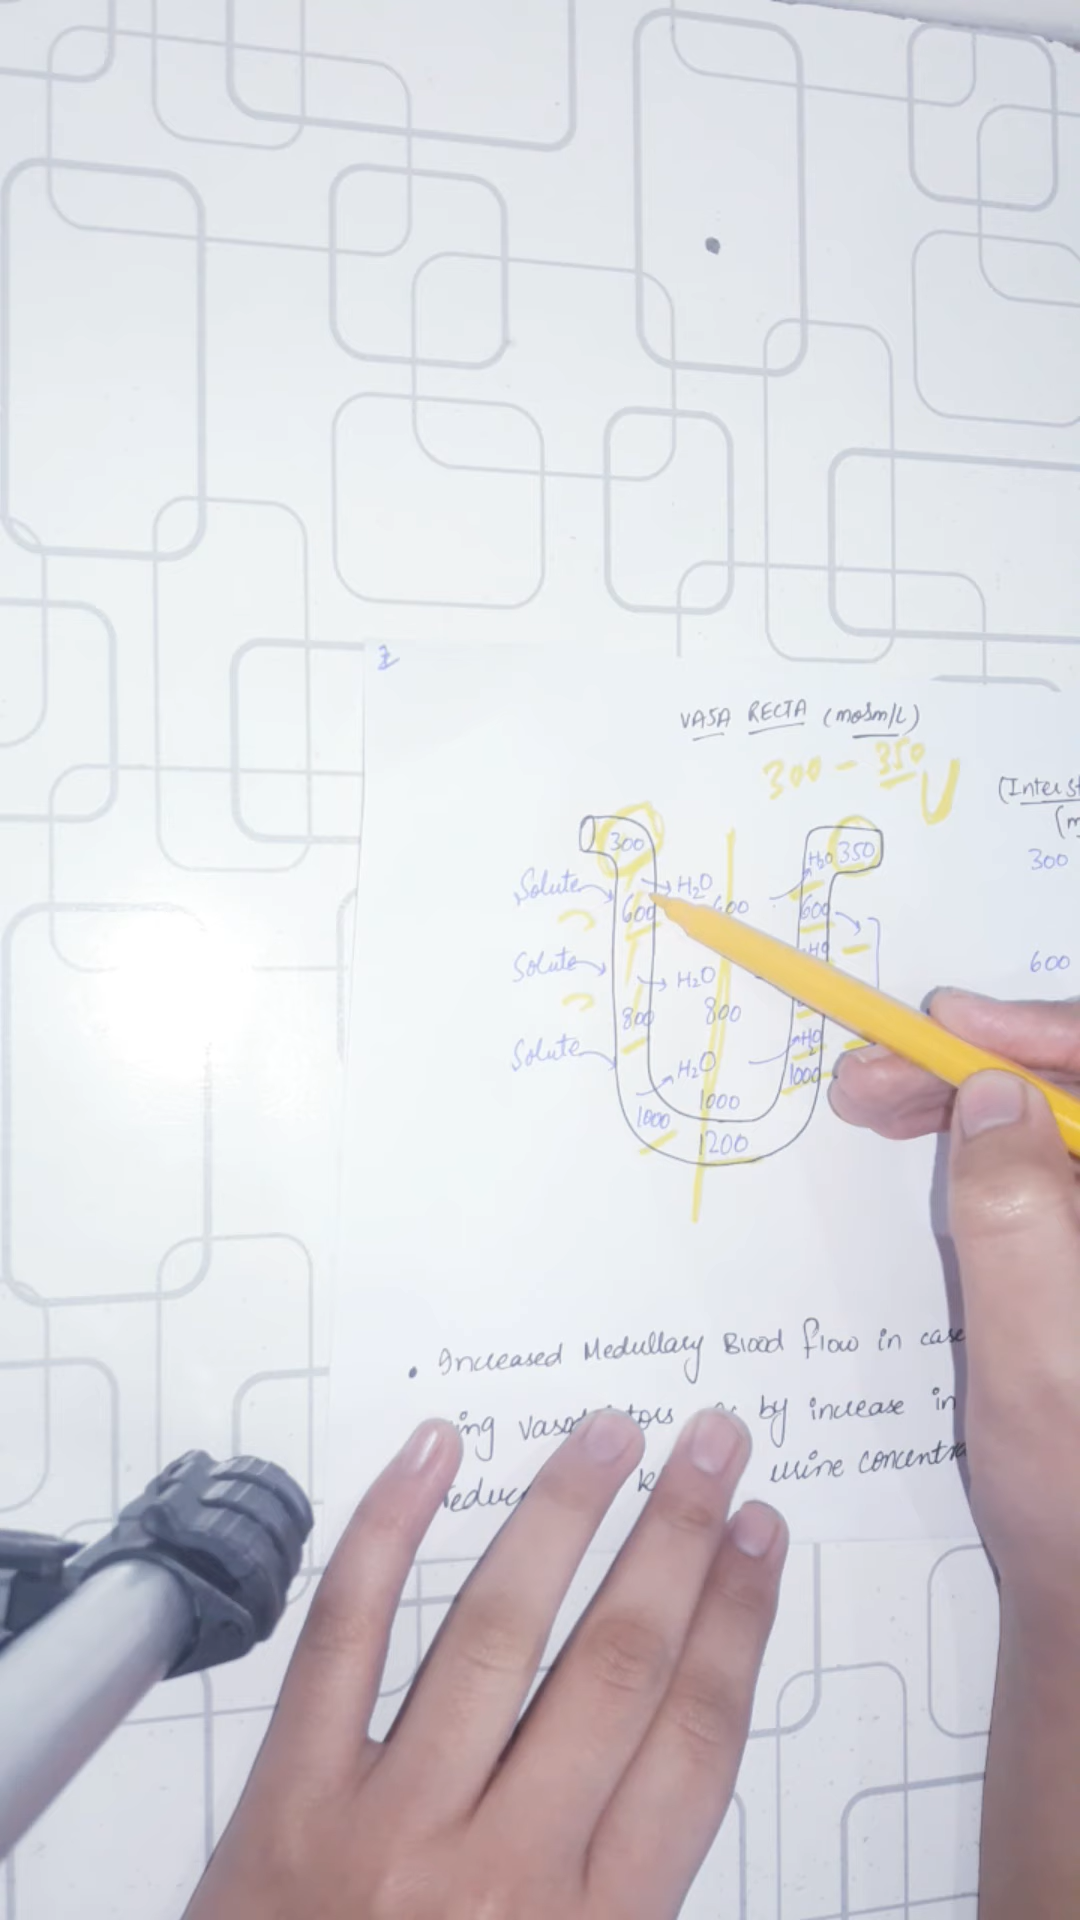 VASA RECTA (mosm/L)
300 - 350
(Interst
(m
300
300
H₂O 350
Solute
H₂O
600
600
600
Solute
H₂O
600
800
800
Solute
H₂O
H₂O
1000
1000
1000
1200
• Increased Medullary Blood flow in case
by increase in
urine concentra